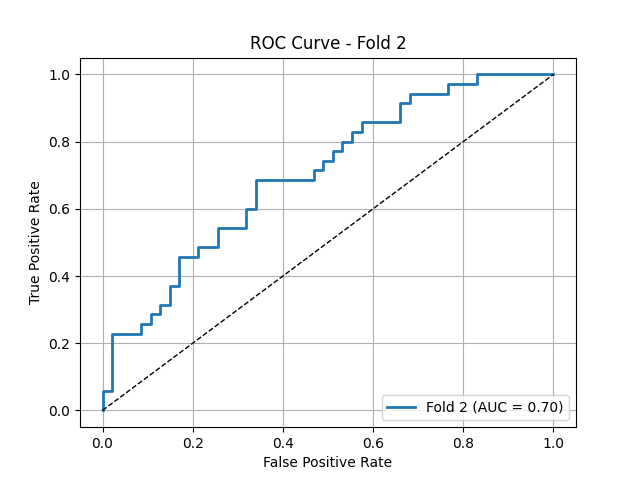 ROC Curve - Fold 2
True Positive Rate
1.0
0.8
0.6
0.4
0.2
0.0
Fold 2 (AUC = 0.70)
0.0 0.2 0.4 0.6 0.8 1.0
False Positive Rate